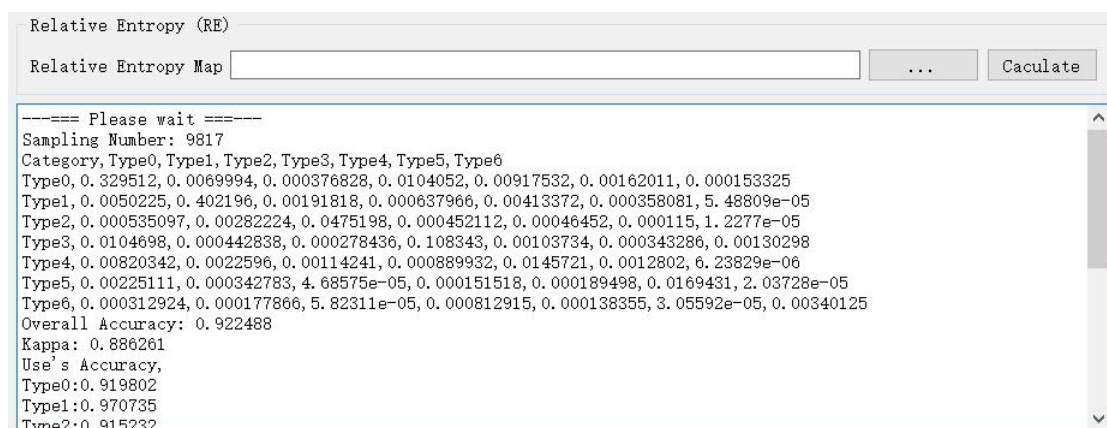 Relative Entropy (RE)
Relative Entropy Map ... Caculate
---=== Please wait ===---
Sampling Number: 9817
Category, Type0, Type1, Type2, Type3, Type4, Type5, Type6
Type0, 0.329512, 0.0069994, 0.000376828, 0.0104052, 0.00917532, 0.00162011, 0.000153325
Type1, 0.0050225, 0.402196, 0.00191818, 0.000637966, 0.00413372, 0.000358081, 5.48809e-05
Type2, 0.000535097, 0.00282224, 0.0475198, 0.000452112, 0.00046452, 0.000115, 1.2277e-05
Type3, 0.0104698, 0.000442838, 0.000278436, 0.108343, 0.00103734, 0.000343286, 0.00130298
Type4, 0.00820342, 0.0022596, 0.00114241, 0.000889932, 0.0145721, 0.0012802, 6.23829e-06
Type5, 0.00225111, 0.000342783, 4.68575e-05, 0.000151518, 0.000189498, 0.0169431, 2.03728e-05
Type6, 0.000312924, 0.000177866, 5.82311e-05, 0.000812915, 0.000138355, 3.05592e-05, 0.00340125
Overall Accuracy: 0.922488
Kappa: 0.886261
Use's Accuracy,
Type0:0.919802
Type1:0.970735
Type2:0.915232